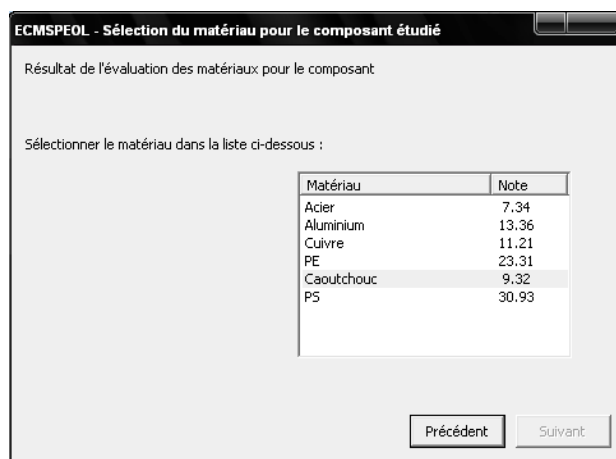 ECMSPEOL - Sélection du matériau pour le composant étudié
Résultat de l'évaluation des matériaux pour le composant
Sélectionner le matériau dans la liste ci-dessous :
Matériau Note
Acier 7.34
Aluminium 13.36
Cuivre 11.21
PE 23.31
Caoutchouc 9.32
PS 30.93
Précédent Suivant